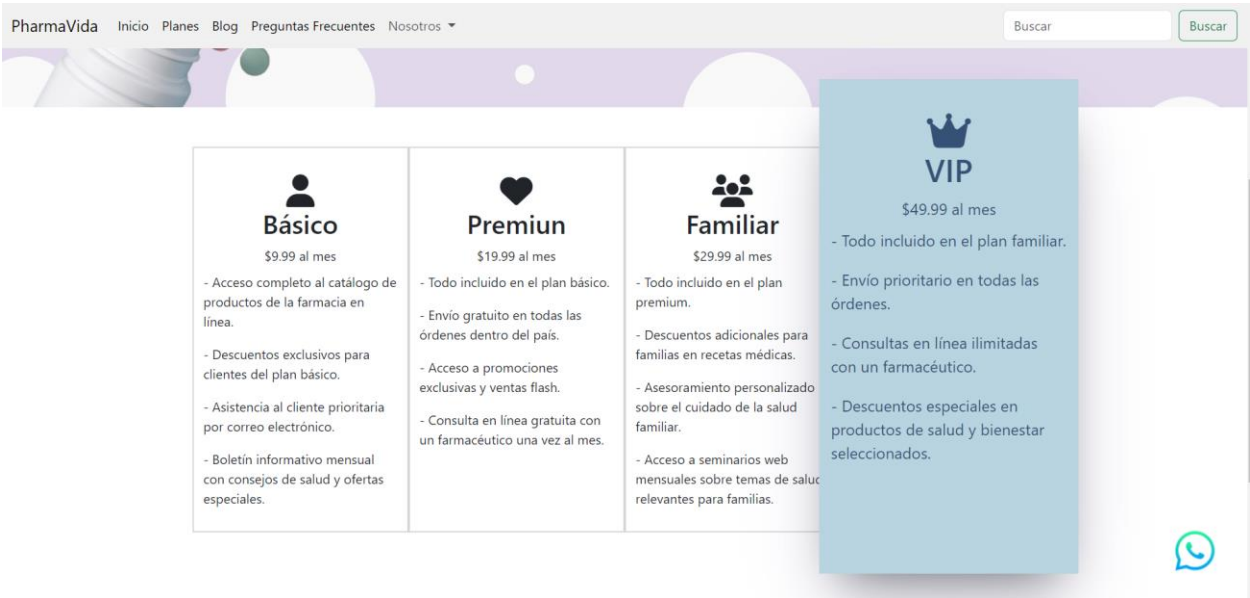 PharmaVida Inicio Planes Blog Preguntas Frecuentes Nosotros Buscar Buscar
Básico
$9.99 al mes
- Acceso completo al catálogo de
productos de la farmacia en
línea.
- Descuentos exclusivos para
clientes del plan básico.
- Asistencia al cliente prioritaria
por correo electrónico.
- Boletín informativo mensual
con consejos de salud y ofertas
especiales.
Premiun
$19.99 al mes
- Todo incluido en el plan básico.
- Envío gratuito en todas las
órdenes dentro del país.
- Acceso a promociones
exclusivas y ventas flash.
- Consulta en línea gratuita con
un farmacéutico una vez al mes.
Familiar
$29.99 al mes
- Todo incluido en el plan
premium.
- Descuentos adicionales para
familias en recetas médicas.
- Asesoramiento personalizado
sobre el cuidado de la salud
familiar.
- Acceso a seminarios web
mensuales sobre temas de salud
relevantes para familias.
VIP
$49.99 al mes
- Todo incluido en el plan familiar.
- Envío prioritario en todas las
órdenes.
- Consultas en línea ilimitadas
con un farmacéutico.
- Descuentos especiales en
productos de salud y bienestar
seleccionados.